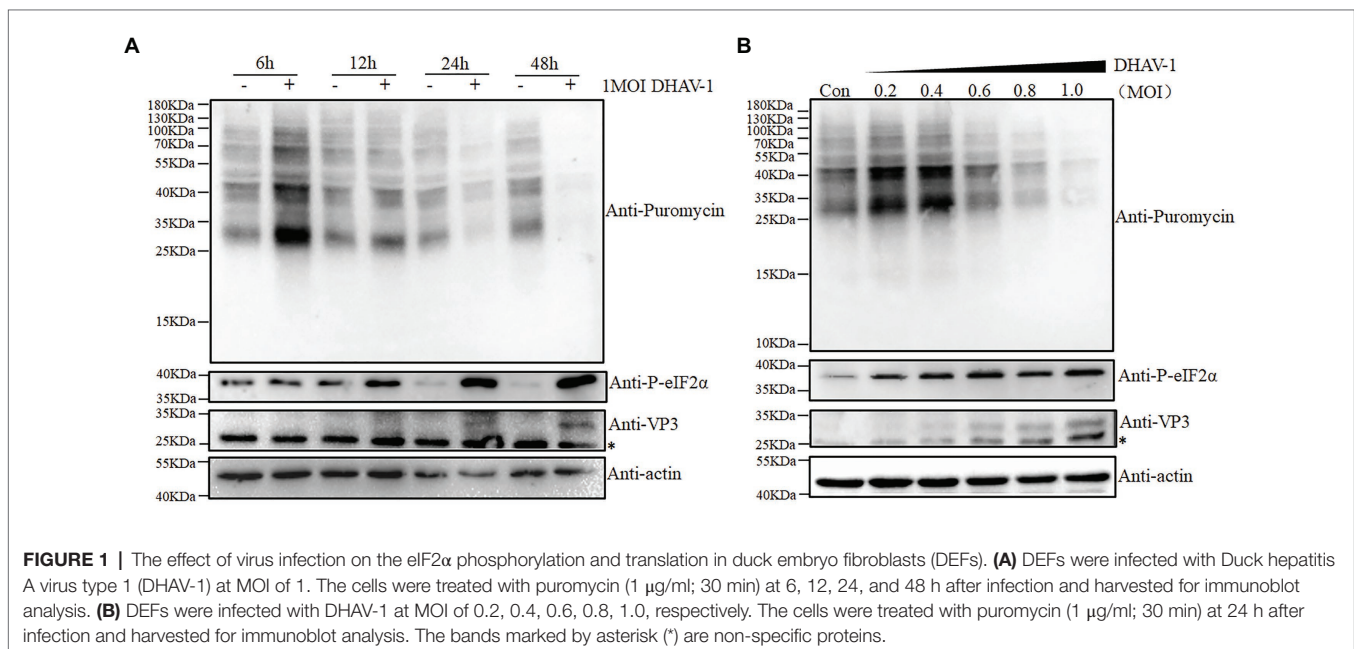 A
6h 12h 24h 48h
- + - + - + - + 1MOI DHAV-1
180KDa
130KDa
100KDa
70KDa
55KDa
40KDa
35KDa
25KDa
15KDa
Anti-Puromycin
40KDa
35KDa
Anti-P-eIF2α
35KDa
25KDa
Anti-VP3
*
55KDa
40KDa
Anti-actin
B
DHAV-1
Con 0.2 0.4 0.6 0.8 1.0 (MOI)
180KDa
130KDa
100KDa
70KDa
55KDa
40KDa
35KDa
25KDa
15KDa
10KDa
Anti-Puromycin
40KDa
35KDa
Anti-P-eIF2α
35KDa
25KDa
Anti-VP3
*
55KDa
40KDa
Anti-actin
FIGURE 1 | The effect of virus infection on the eIF2α phosphorylation and translation in duck embryo fibroblasts (DEFs). (A) DEFs were infected with Duck hepatitis
A virus type 1 (DHAV-1) at MOI of 1. The cells were treated with puromycin (1 μg/ml; 30 min) at 6, 12, 24, and 48 h after infection and harvested for immunoblot
analysis. (B) DEFs were infected with DHAV-1 at MOI of 0.2, 0.4, 0.6, 0.8, 1.0, respectively. The cells were treated with puromycin (1 μg/ml; 30 min) at 24 h after
infection and harvested for immunoblot analysis. The bands marked by asterisk (*) are non-specific proteins.